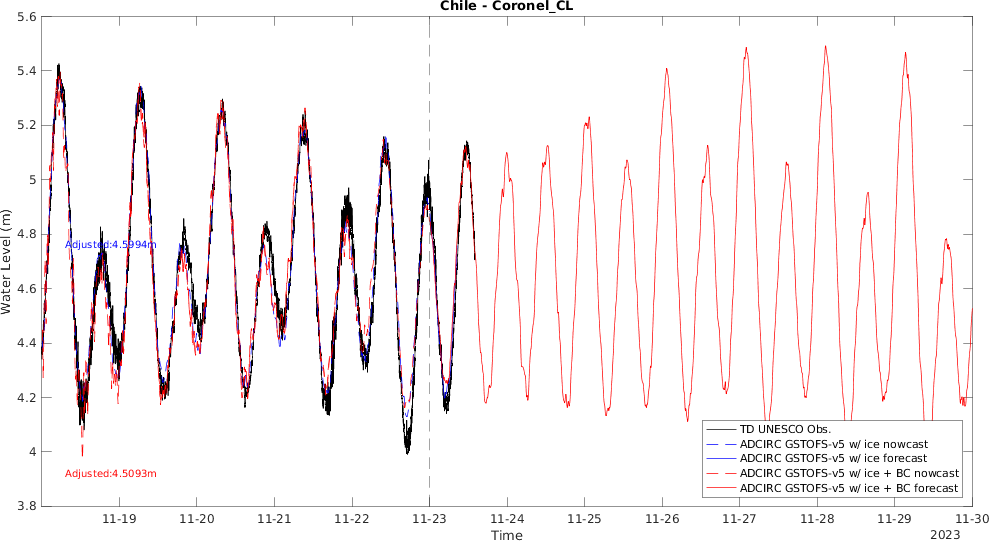 Chile - Coronel_CL
5.6
5.4
5.2
5
4.8
4.6
4.4
4.2
4
3.8
Water Level (m)
Adjusted:4.5994m
Adjusted:4.5093m
TD UNESCO Obs.
ADCIRC GSTOFS-v5 w/ ice nowcast
ADCIRC GSTOFS-v5 w/ ice forecast
ADCIRC GSTOFS-v5 w/ ice + BC nowcast
ADCIRC GSTOFS-v5 w/ ice + BC forecast
11-19 11-20 11-21 11-22 11-23 11-24 11-25 11-26 11-27 11-28 11-29 11-30
Time
2023